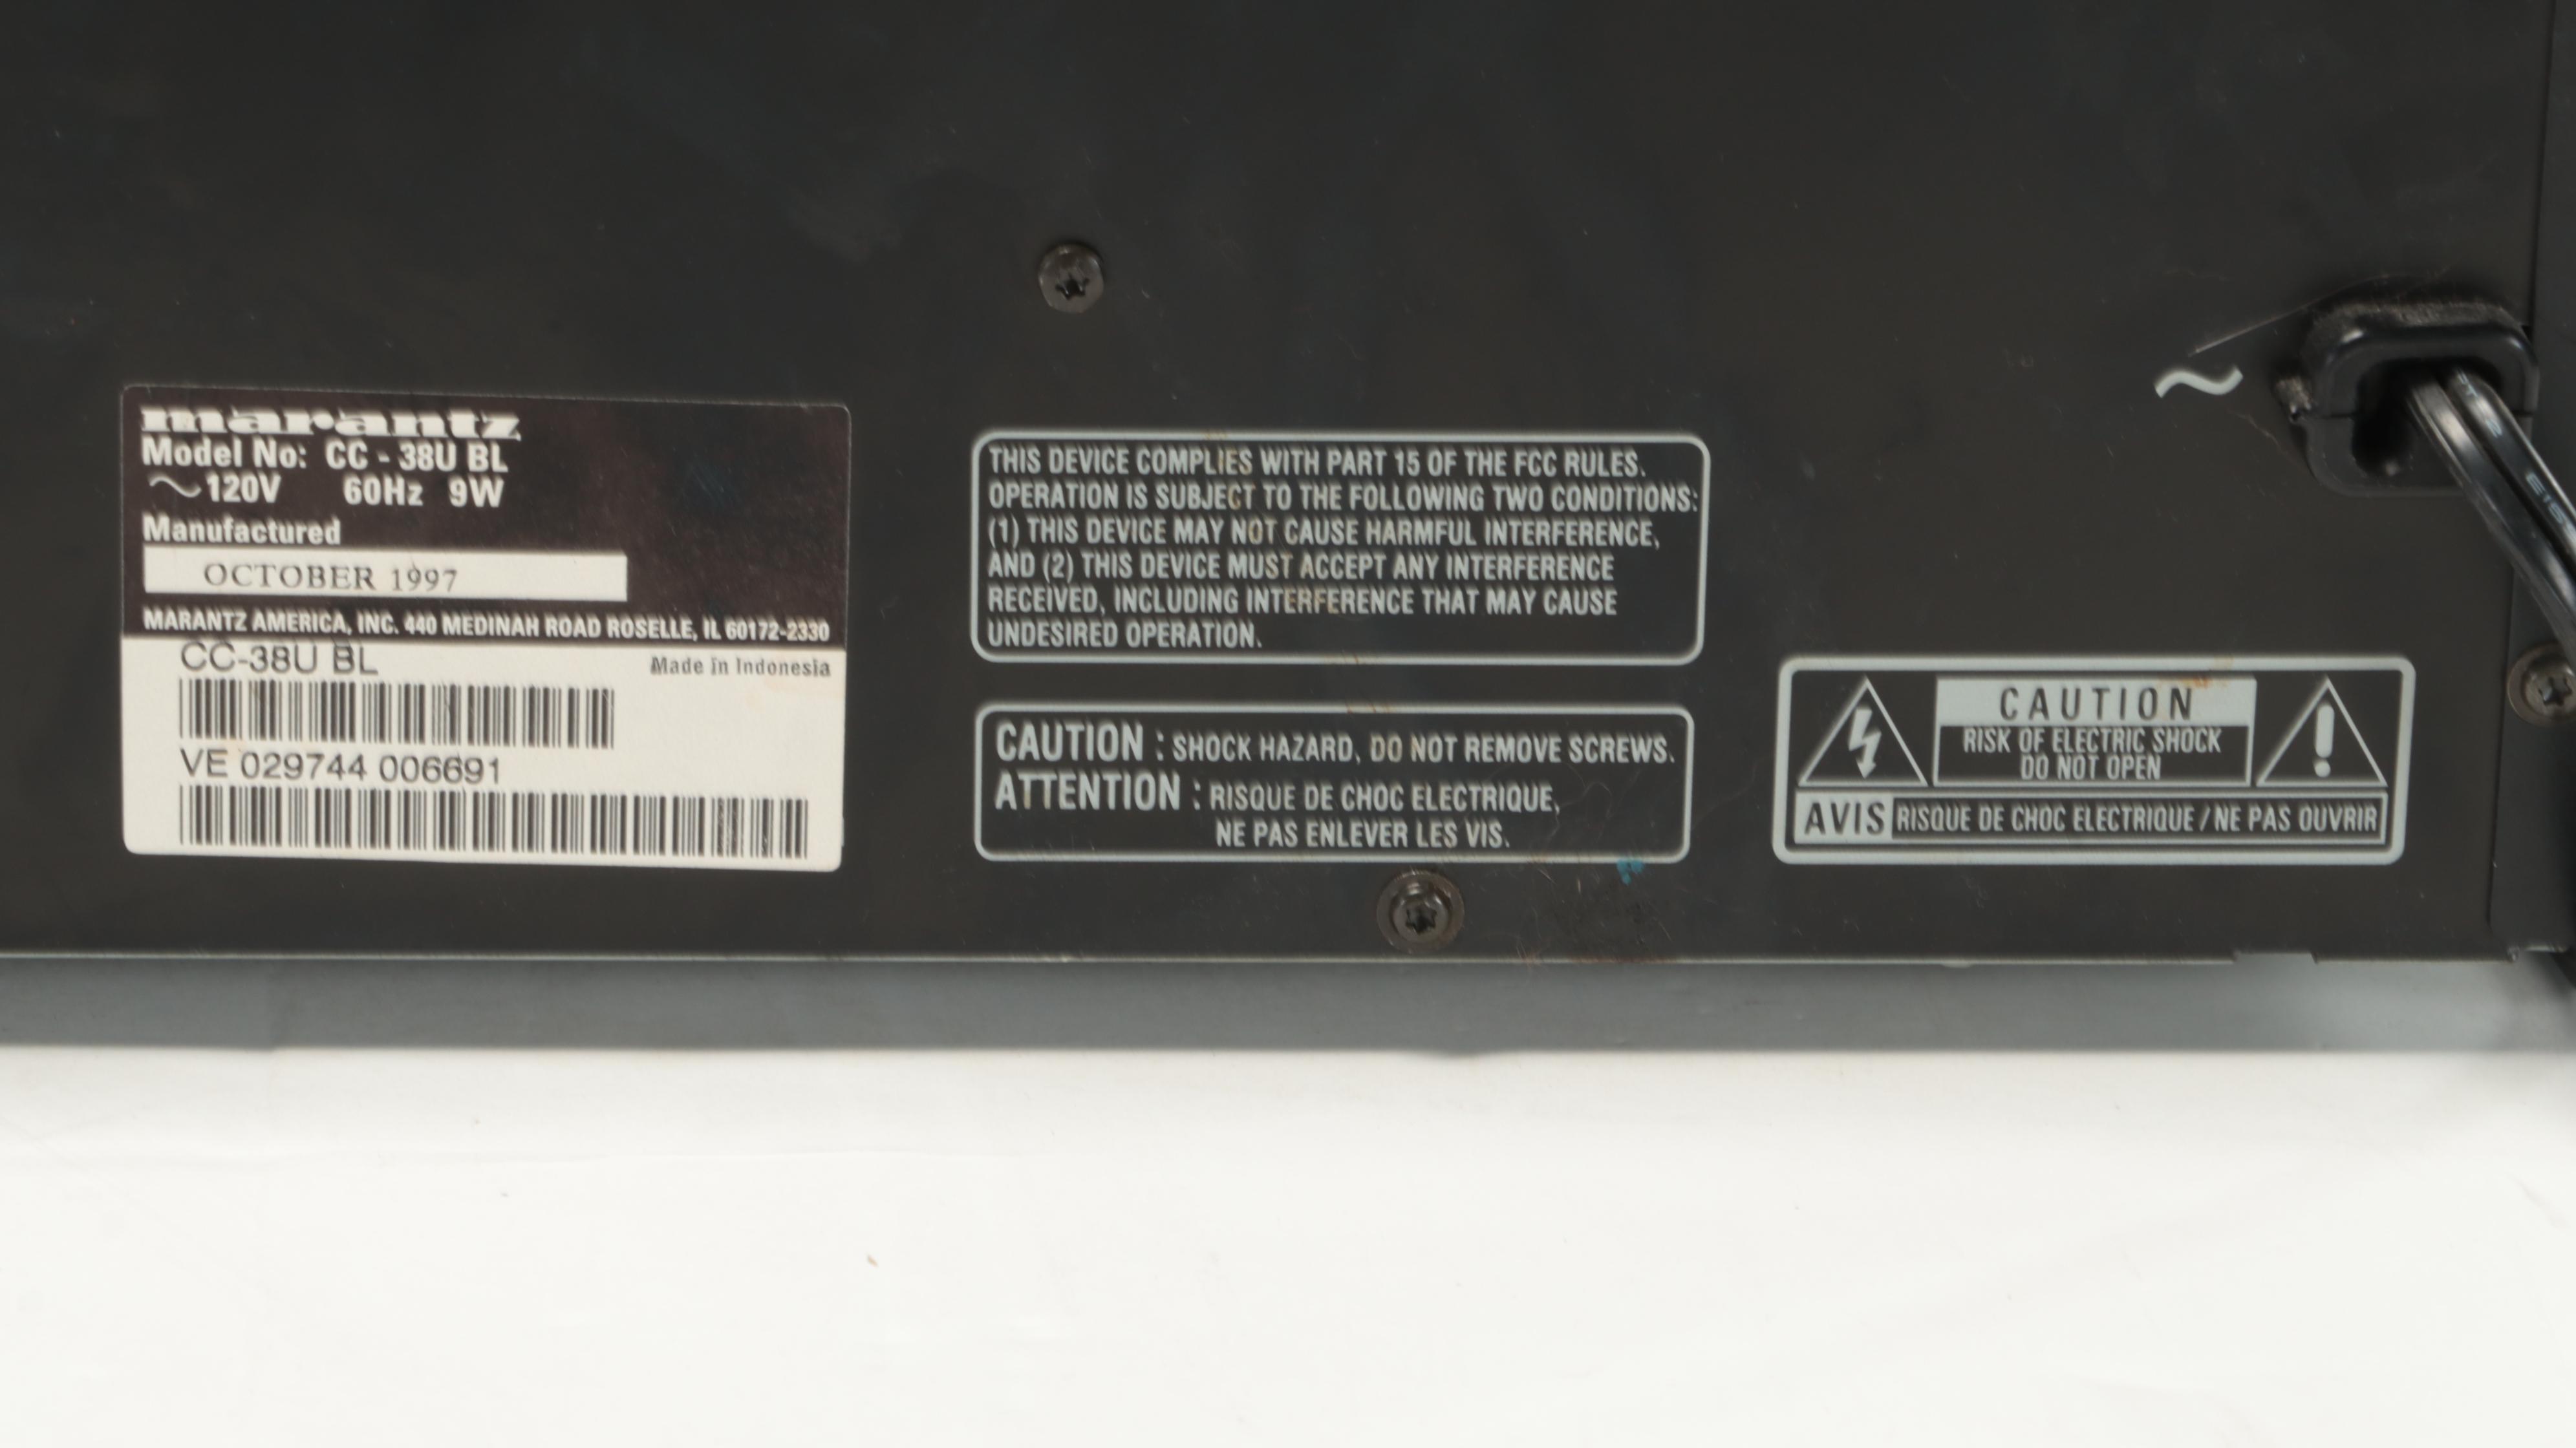 marantz
Model No: CC - 38U BL
~120V 60Hz 9W
Manufactured
OCTOBER 1997
MARANTZ AMERICA, INC. 440 MEDINAH ROAD ROSELLE, IL 60172-2330
CC-38U BL
Made in Indonesia
VE 029744 006691
THIS DEVICE COMPLIES WITH PART 15 OF THE FCC RULES.
OPERATION IS SUBJECT TO THE FOLLOWING TWO CONDITIONS:
(1) THIS DEVICE MAY NOT CAUSE HARMFUL INTERFERENCE,
AND (2) THIS DEVICE MUST ACCEPT ANY INTERFERENCE
RECEIVED, INCLUDING INTERFERENCE THAT MAY CAUSE
UNDESIRED OPERATION.
CAUTION : SHOCK HAZARD, DO NOT REMOVE SCREWS.
ATTENTION : RISQUE DE CHOC ELECTRIQUE,
NE PAS ENLEVER LES VIS.
~
CAUTION
RISK OF ELECTRIC SHOCK
DO NOT OPEN
!
AVIS RISQUE DE CHOC ELECTRIQUE / NE PAS OUVRIR